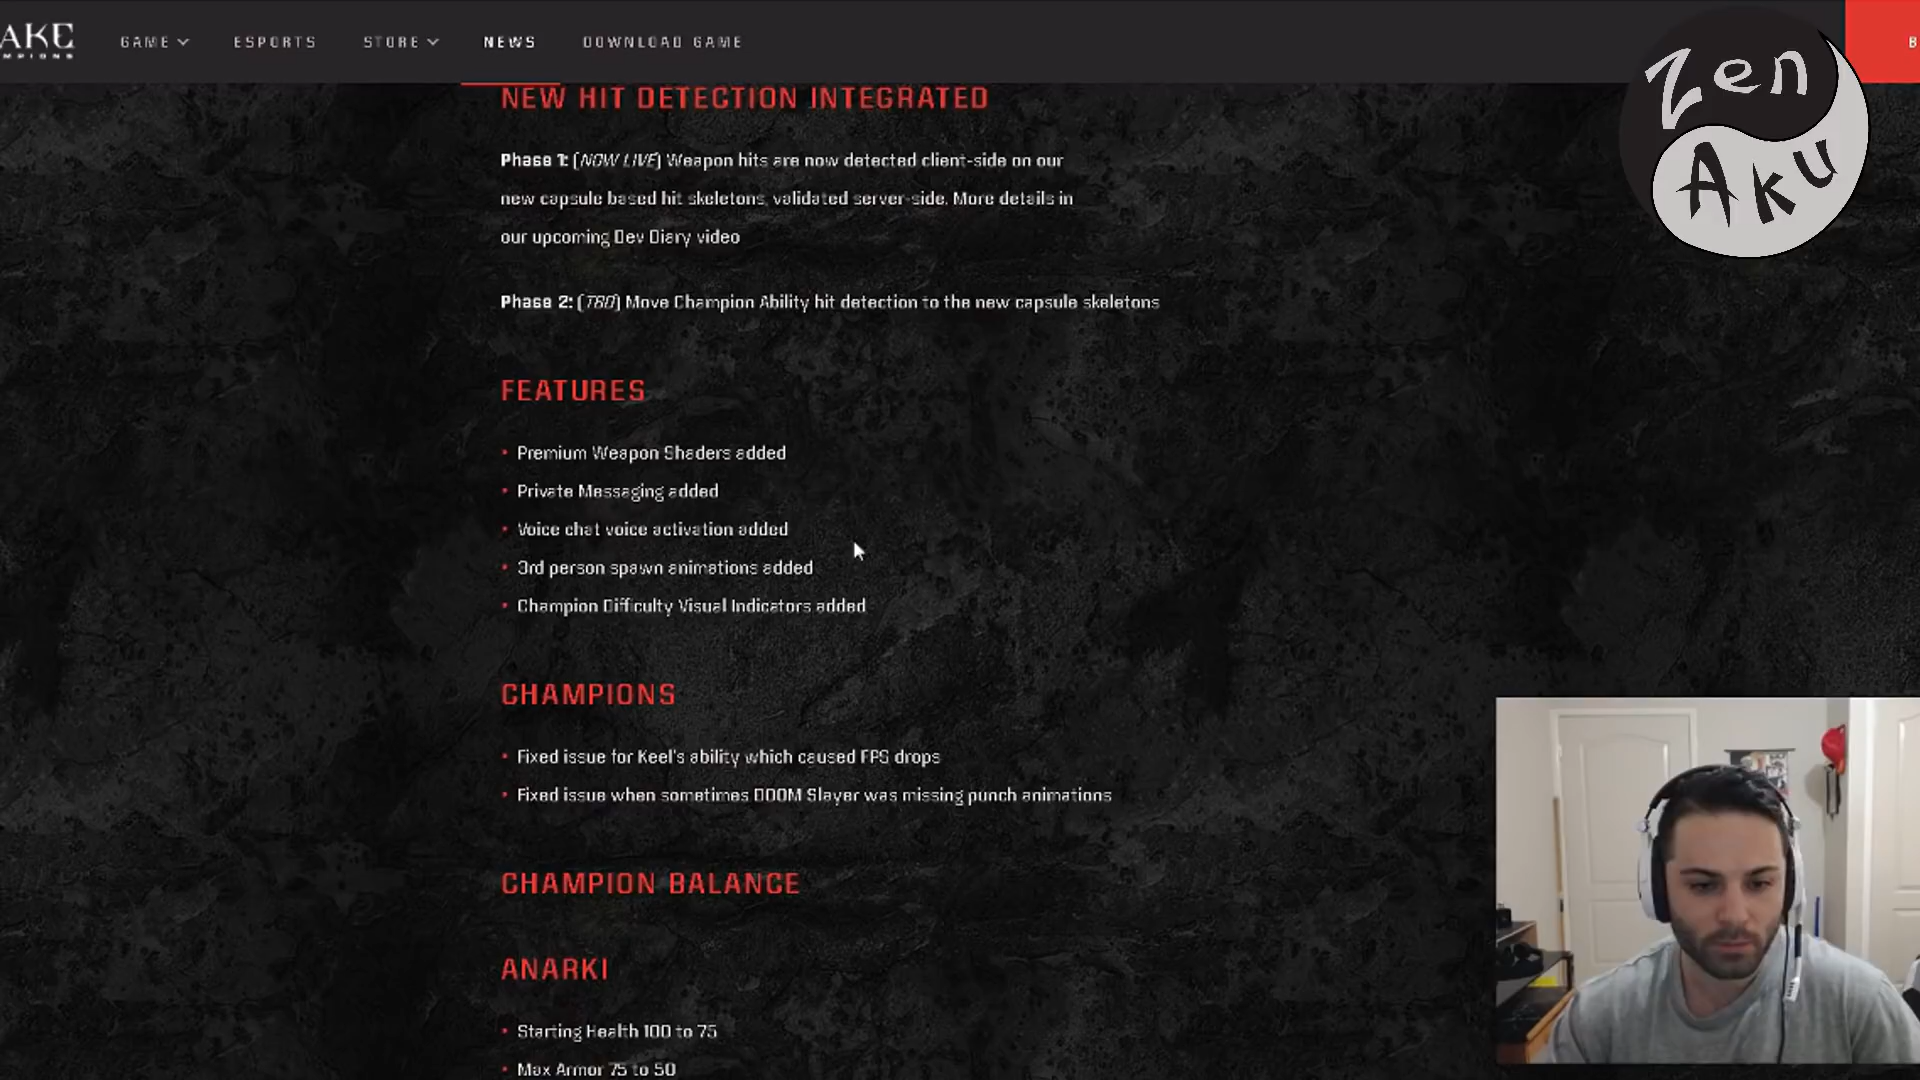 AKE
MPIONS
GAME
ESPORTS
STORE
NEWS
DOWNLOAD GAME
B
Zen
Aku
NEW HIT DETECTION INTEGRATED
Phase 1: (NOW LIVE) Weapon hits are now detected client-side on our
new capsule based hit skeletons, validated server-side. More details in
our upcoming Dev Diary video
Phase 2: (TBD) Move Champion Ability hit detection to the new capsule skeletons
FEATURES
• Premium Weapon Shaders added
• Private Messaging added
• Voice chat voice activation added
• 3rd person spawn animations added
• Champion Difficulty Visual Indicators added
CHAMPIONS
• Fixed issue for Keel's ability which caused FPS drops
• Fixed issue when sometimes DOOM Slayer was missing punch animations
CHAMPION BALANCE
ANARKI
• Starting Health 100 to 75
• Max Armor 75 to 50